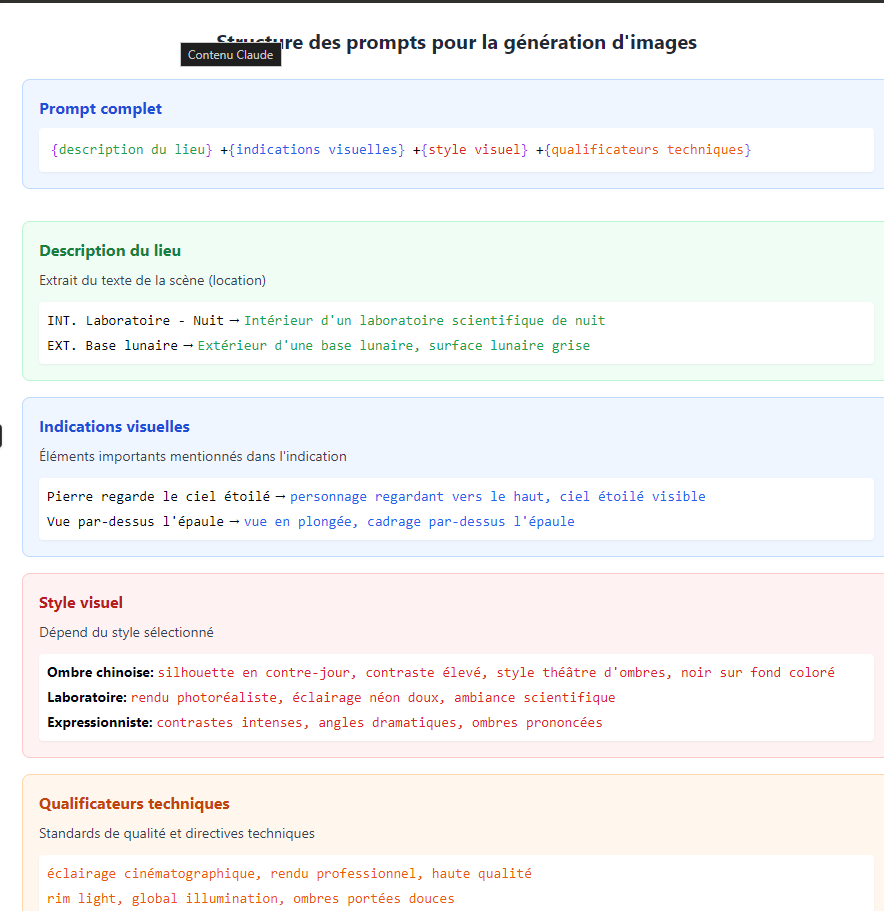 Structure des prompts pour la génération d'images
Contenu Claude
Prompt complet
{description du lieu} +{indications visuelles} +{style visuel} +{qualificateurs techniques}
Description du lieu
Extrait du texte de la scène (location)
INT. Laboratoire - Nuit → Intérieur d'un laboratoire scientifique de nuit
EXT. Base lunaire → Extérieur d'une base lunaire, surface lunaire grise
Indications visuelles
Éléments importants mentionnés dans l'indication
Pierre regarde le ciel étoilé → personnage regardant vers le haut, ciel étoilé visible
Vue par-dessus l'épaule → vue en plongée, cadrage par-dessus l'épaule
Style visuel
Dépend du style sélectionné
Ombre chinoise: silhouette en contre-jour, contraste élevé, style théâtre d'ombres, noir sur fond coloré
Laboratoire: rendu photoréaliste, éclairage néon doux, ambiance scientifique
Expressionniste: contrastes intenses, angles dramatiques, ombres prononcées
Qualificateurs techniques
Standards de qualité et directives techniques
éclairage cinématographique, rendu professionnel, haute qualité
rim light, global illumination, ombres portées douces